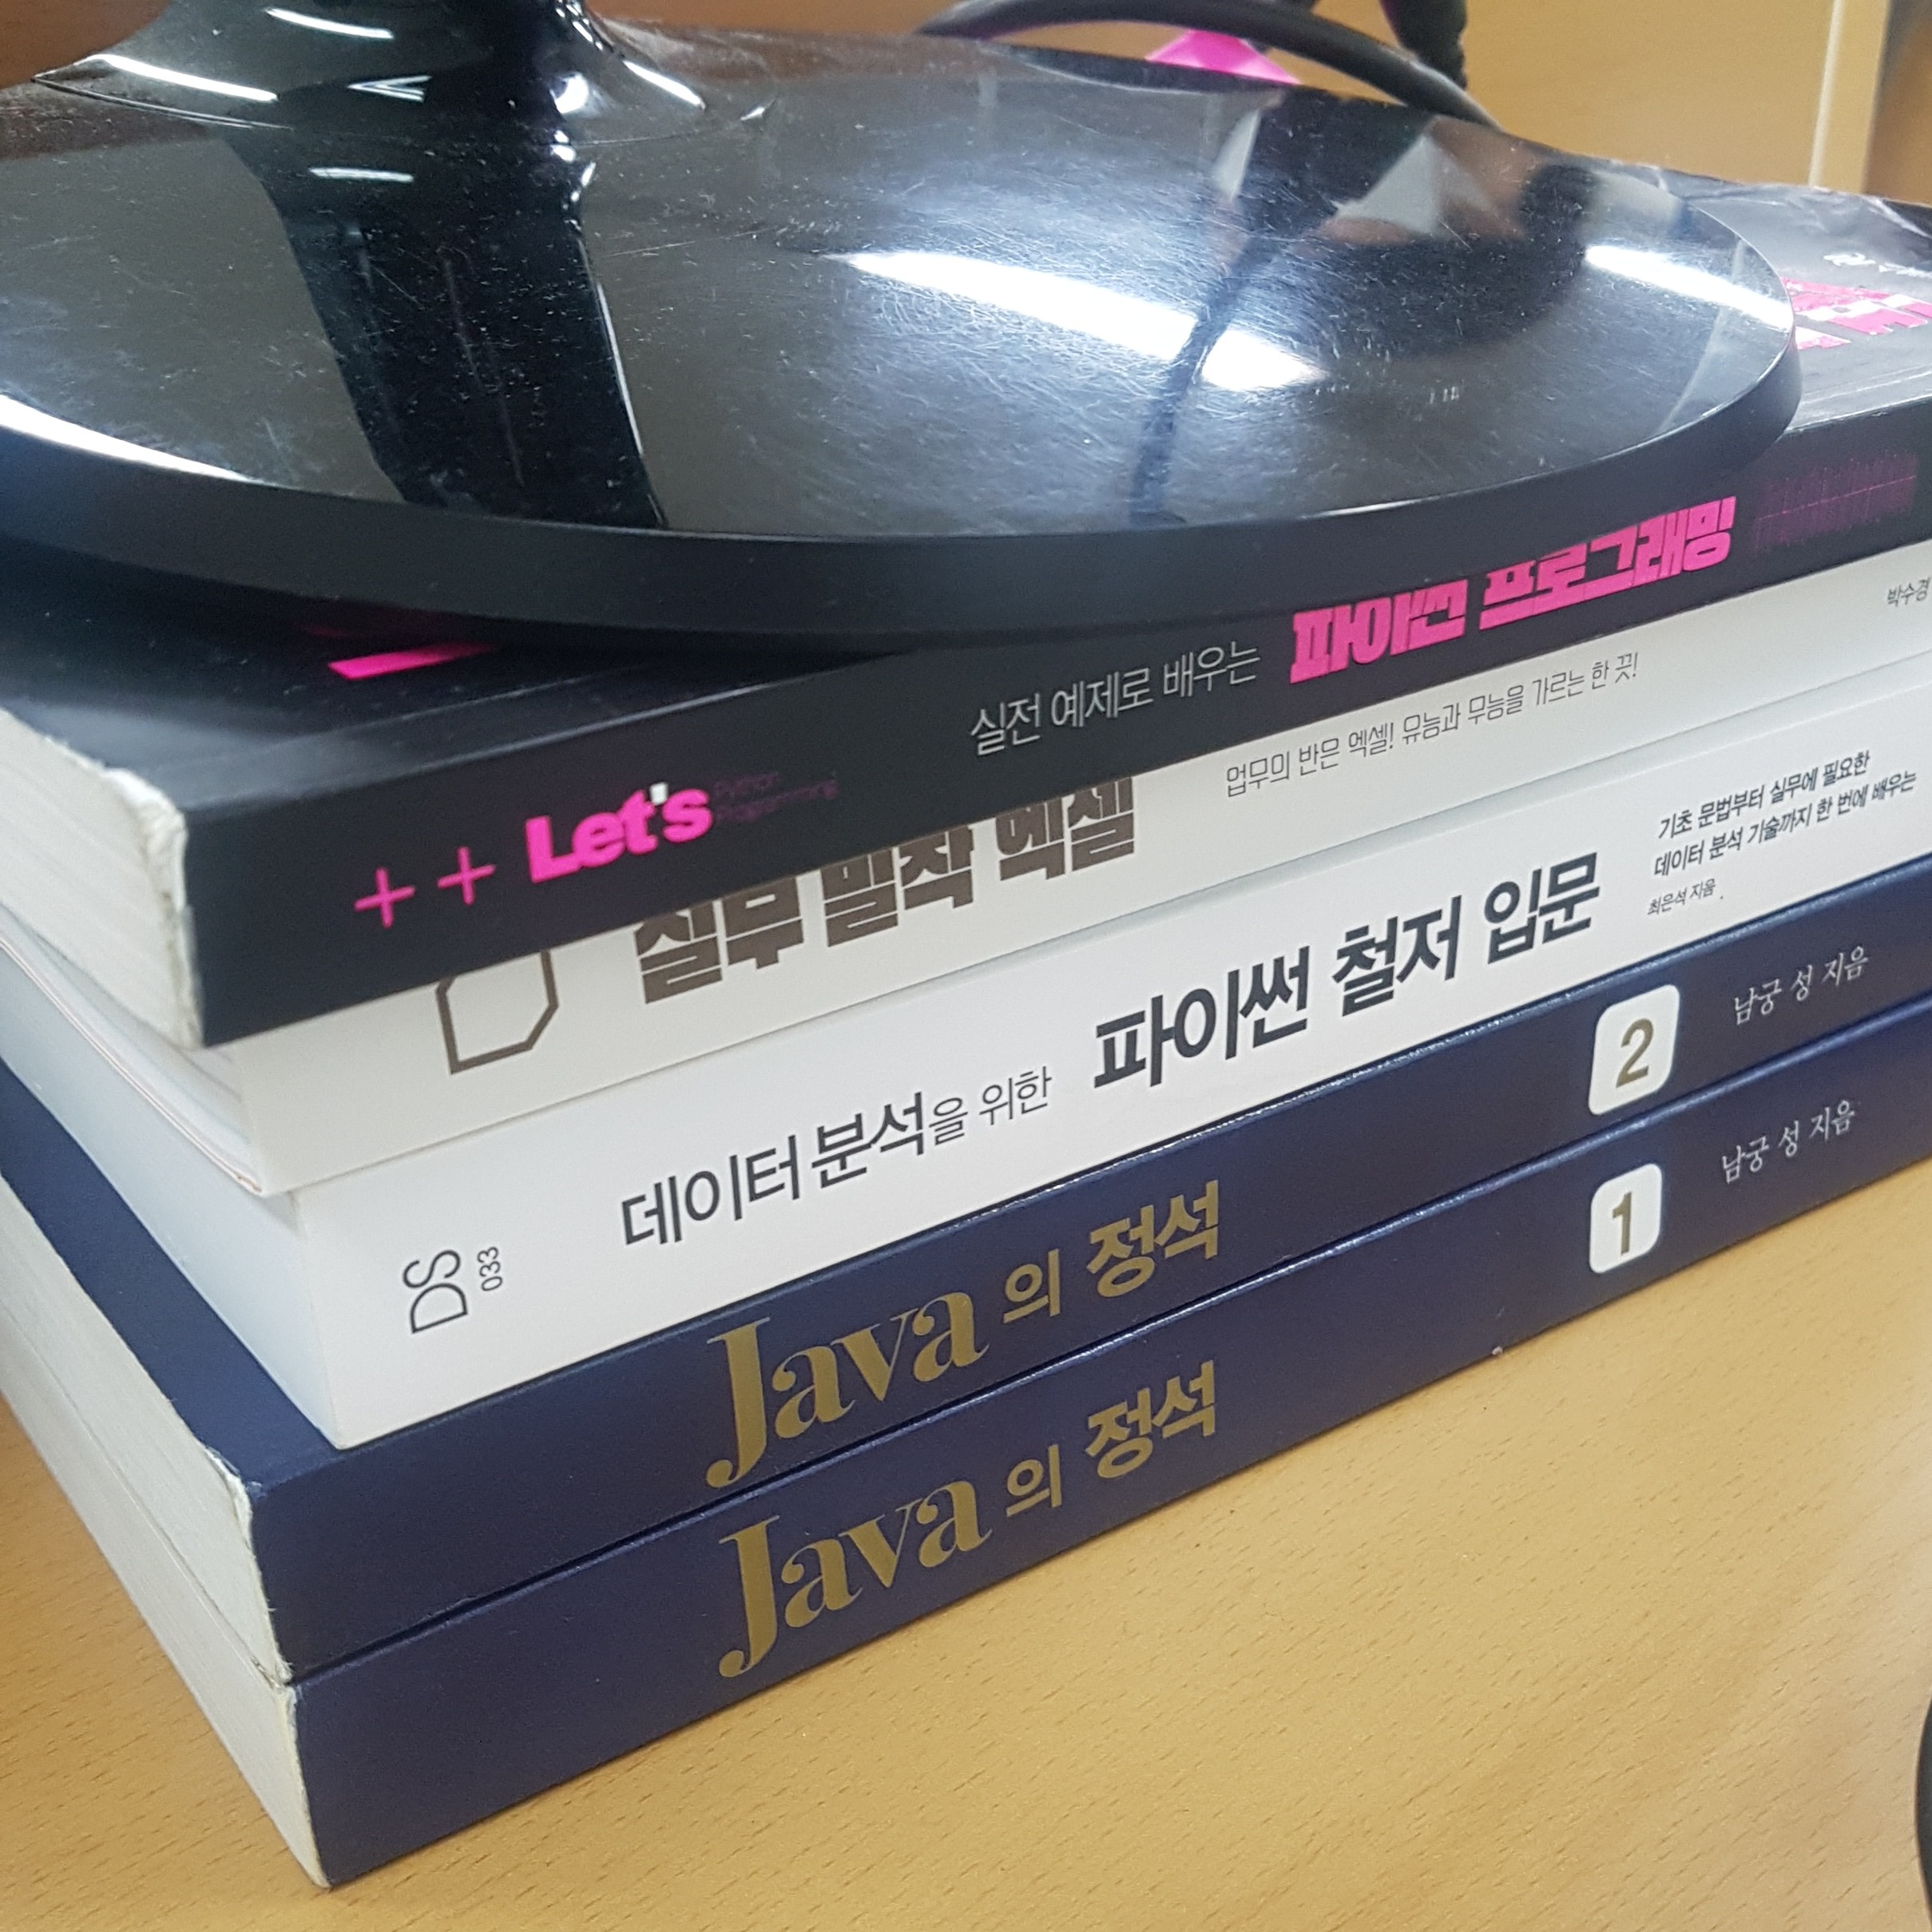 ++ Let's Python Programming 실전 예제로 배우는 파이썬 프로그래밍
실무 밀착 엑셀 업무의 반은 엑셀! 유능과 무능을 가르는 한 끗! 박수경
DS 033 데이터 분석을 위한 파이썬 철저 입문
기초 문법부터 실무에 필요한
데이터 분석 기술까지 한 번에 배우는
최은석 지음
Java의 정석 2 남궁 성 지음
Java의 정석 1 남궁 성 지음